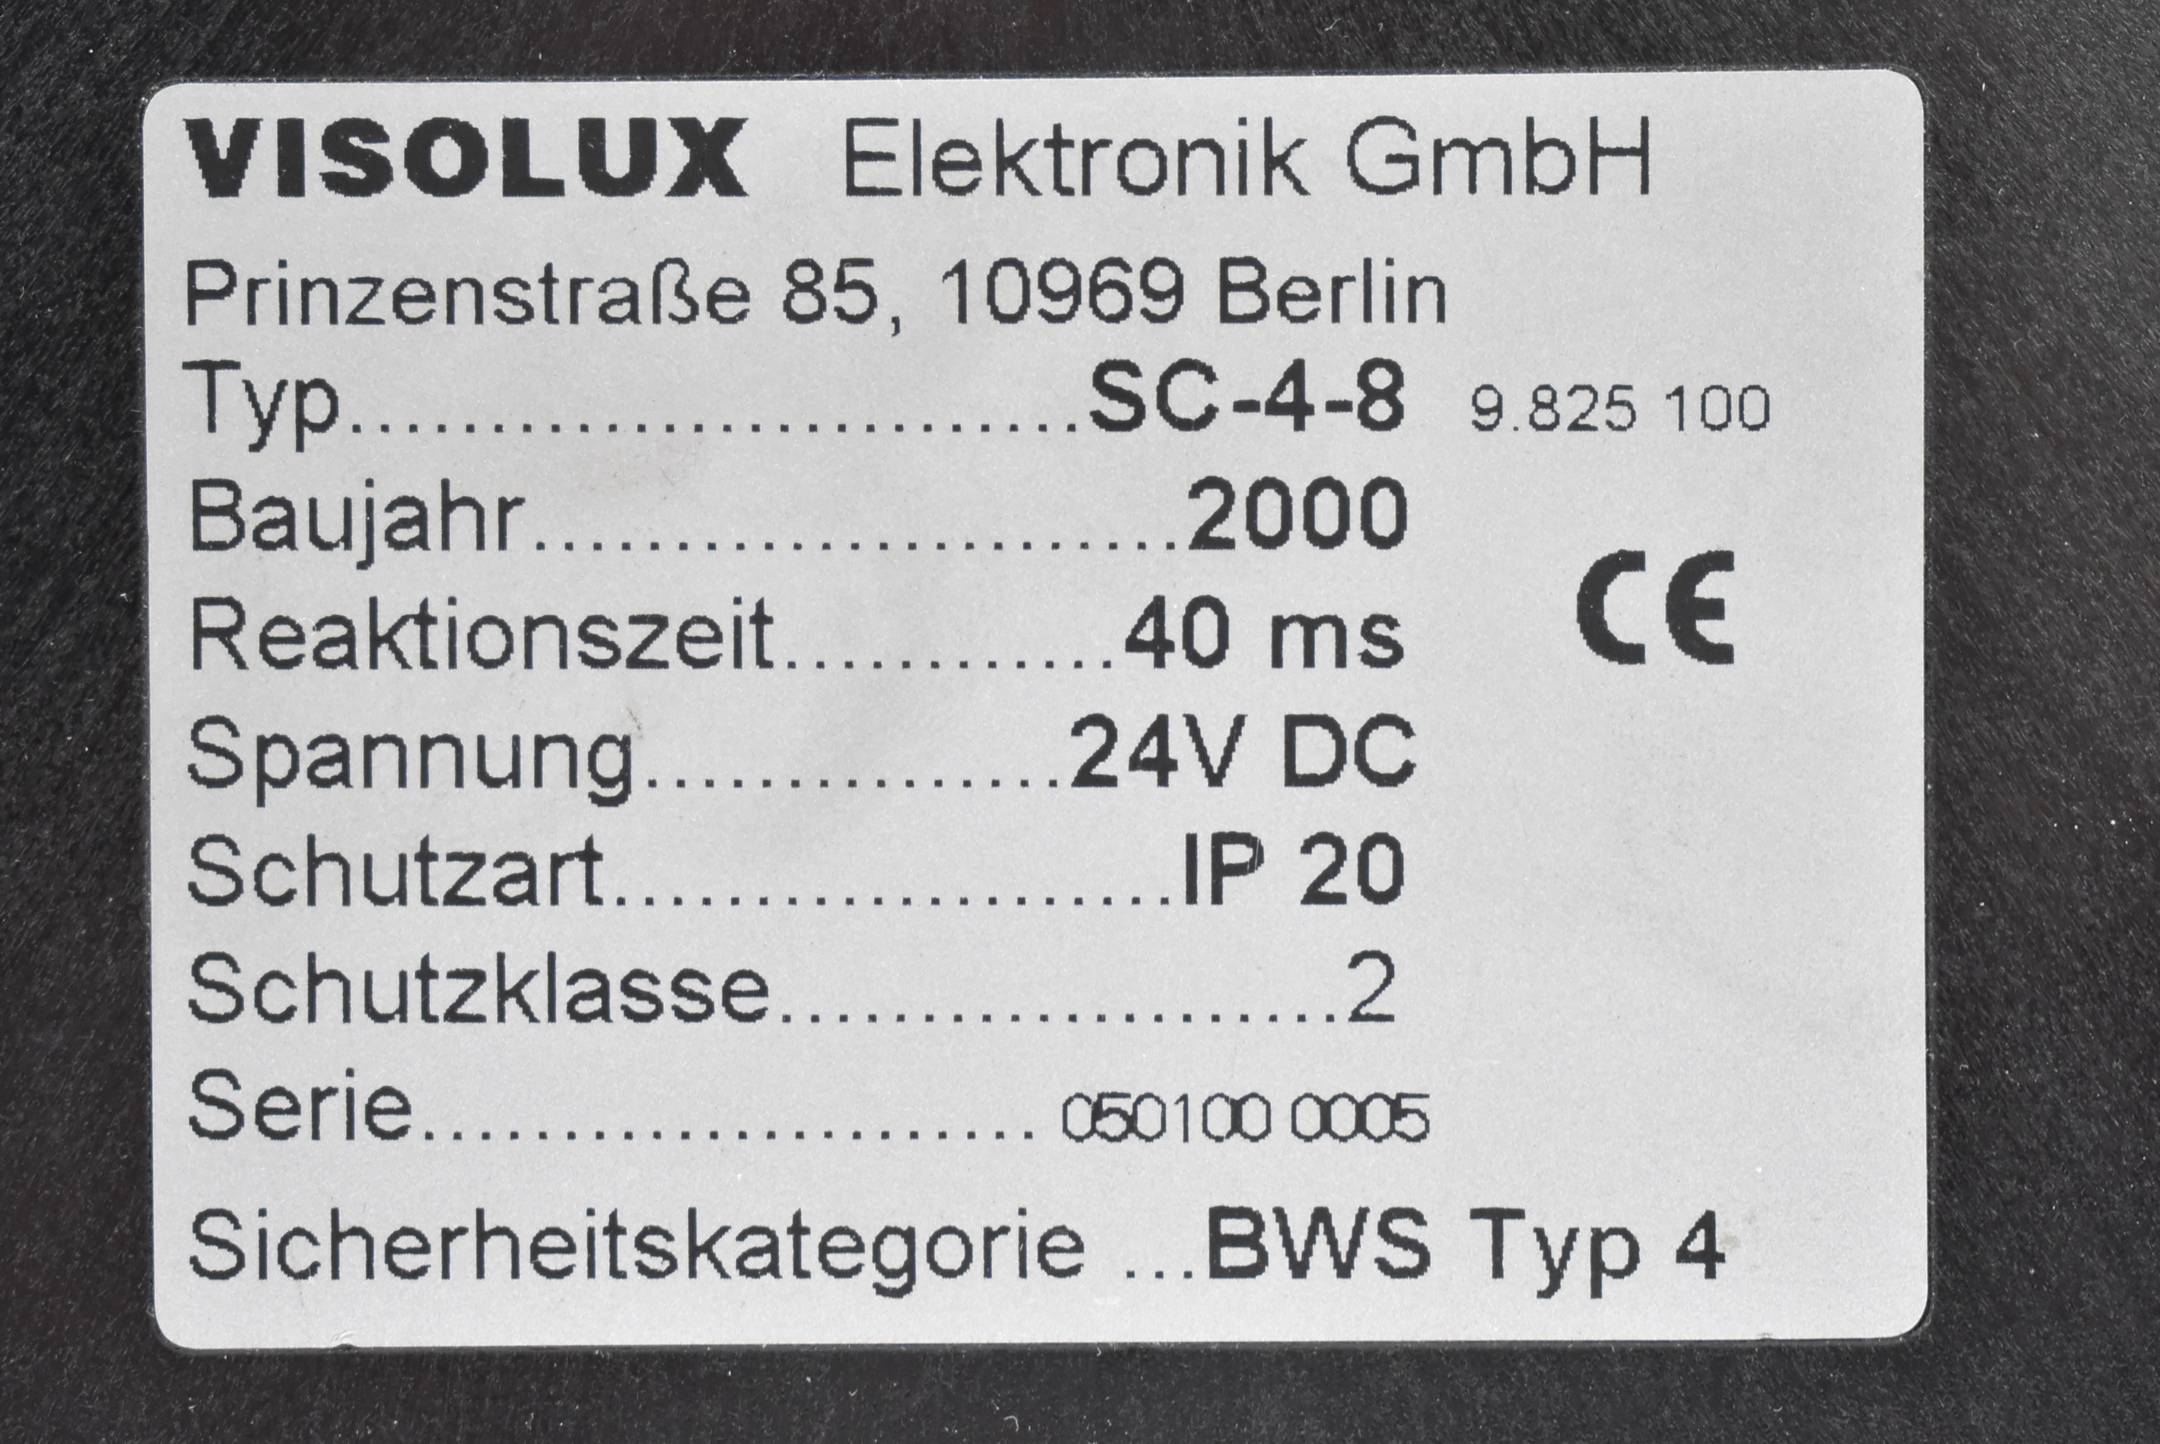 VISOLUX Elektronik GmbH
Prinzenstraße 85, 10969 Berlin
Typ..........................SC-4-8 9.825 100
Baujahr.......................2000
Reaktionszeit............40 ms
CE
Spannung...............24V DC
Schutzart....................IP 20
Schutzklasse....................2
Serie...................... 050100 0005
Sicherheitskategorie ...BWS Typ 4